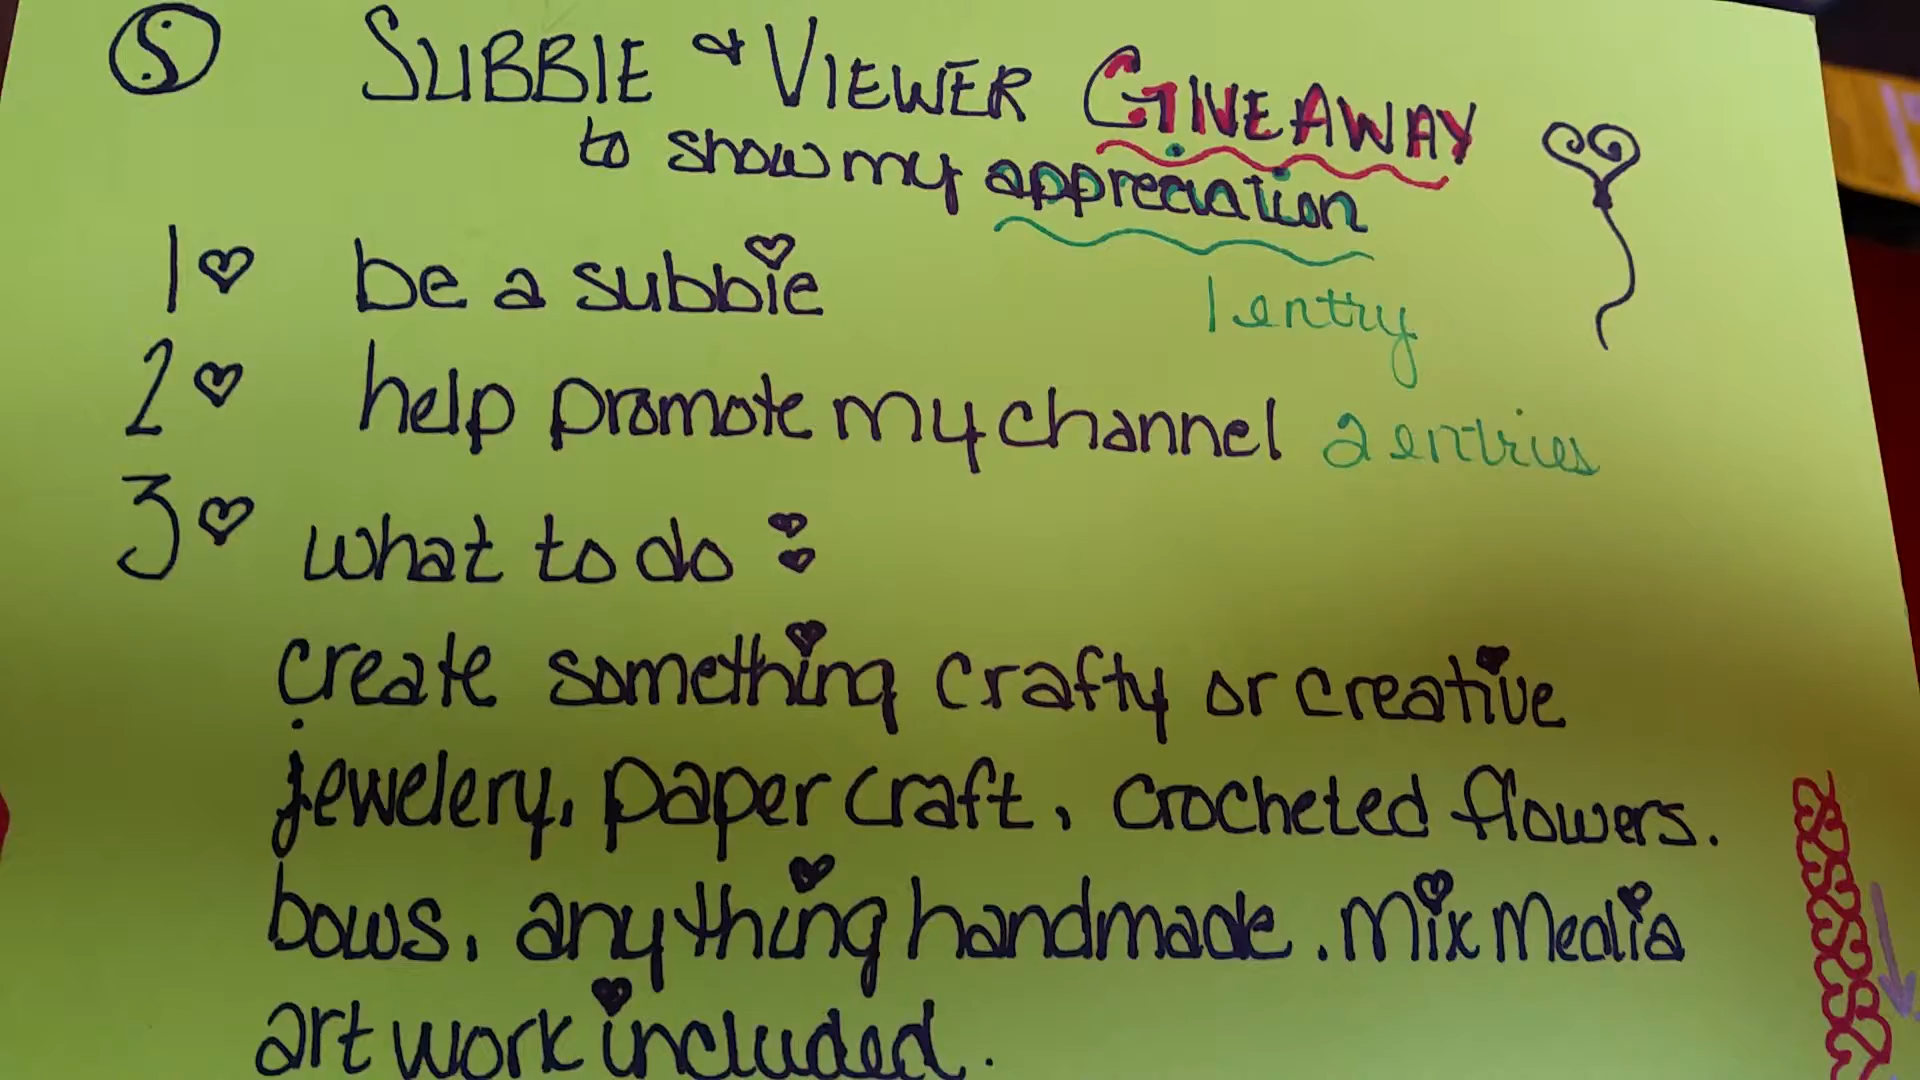 SUBBIE & VIEWER GIVEAWAY
to show my appreciation
1♡ be a subbie 1 entry
2♡ help promote my channel 2 entries
3♡ what to do :
create something crafty or creative
jewelery, paper craft, crocheted flowers.
bows, anything handmade. Mix Media
art work included.